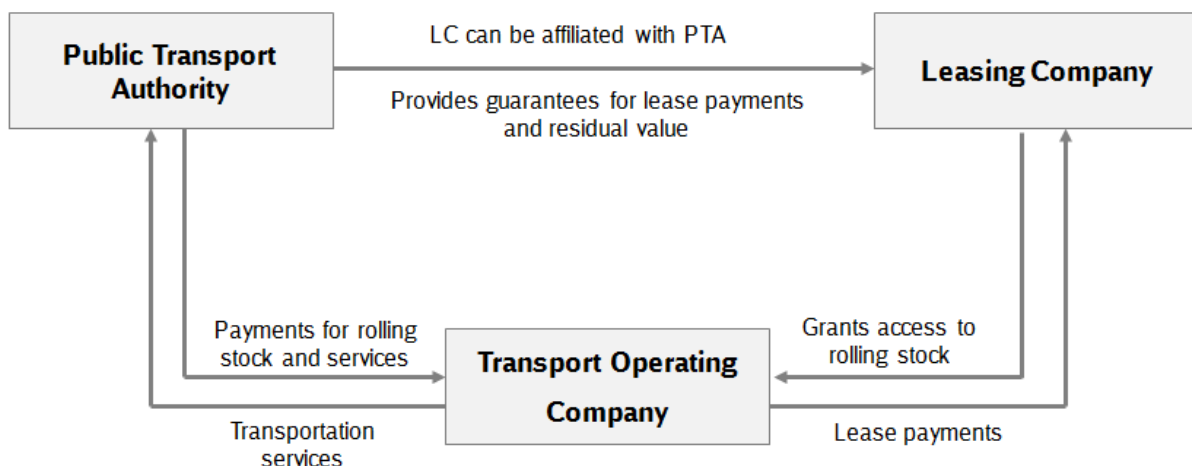 Public Transport
Authority
LC can be affiliated with PTA
Provides guarantees for lease payments
and residual value
Leasing Company
Payments for rolling
stock and services
Transport Operating
Company
Grants access to
rolling stock
Transportation
services
Lease payments